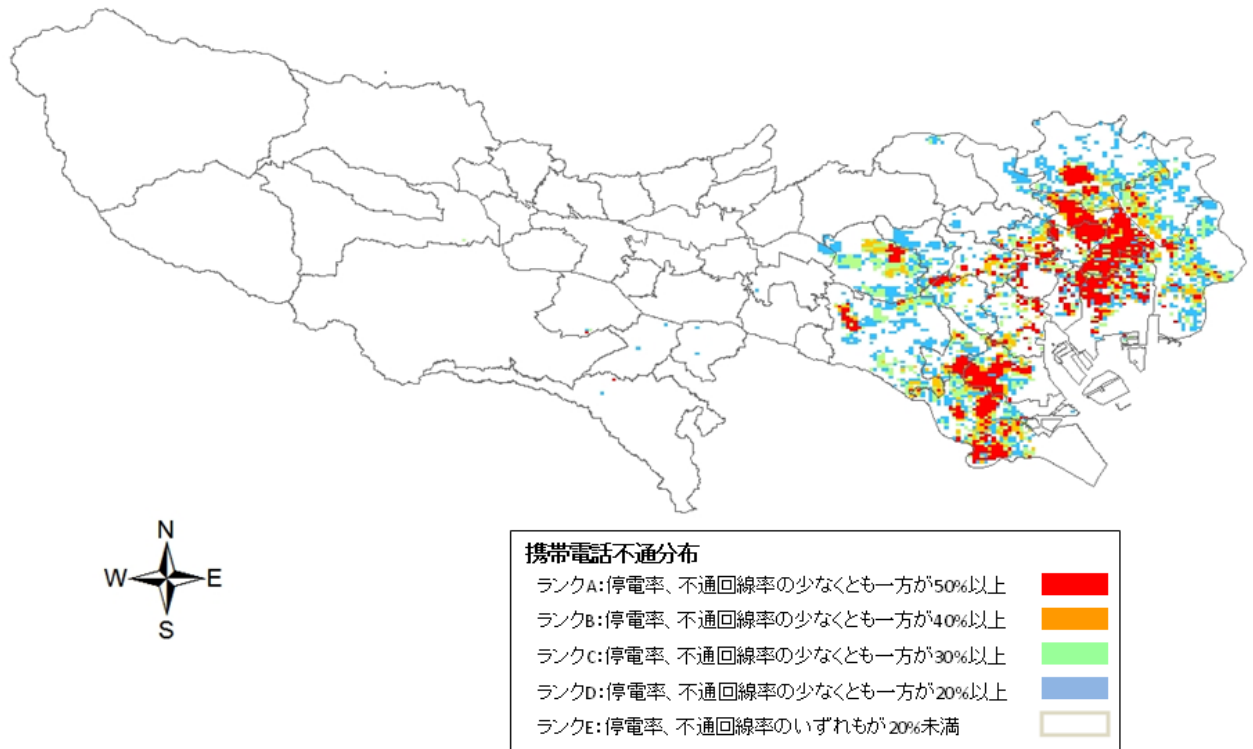 N
W E
S
携帯電話不通分布
ランクA:停電率、不通回線率の少なくとも一方が50%以上
ランクB:停電率、不通回線率の少なくとも一方が40%以上
ランクC:停電率、不通回線率の少なくとも一方が30%以上
ランクD:停電率、不通回線率の少なくとも一方が20%以上
ランクE:停電率、不通回線率のいずれもが20%未満